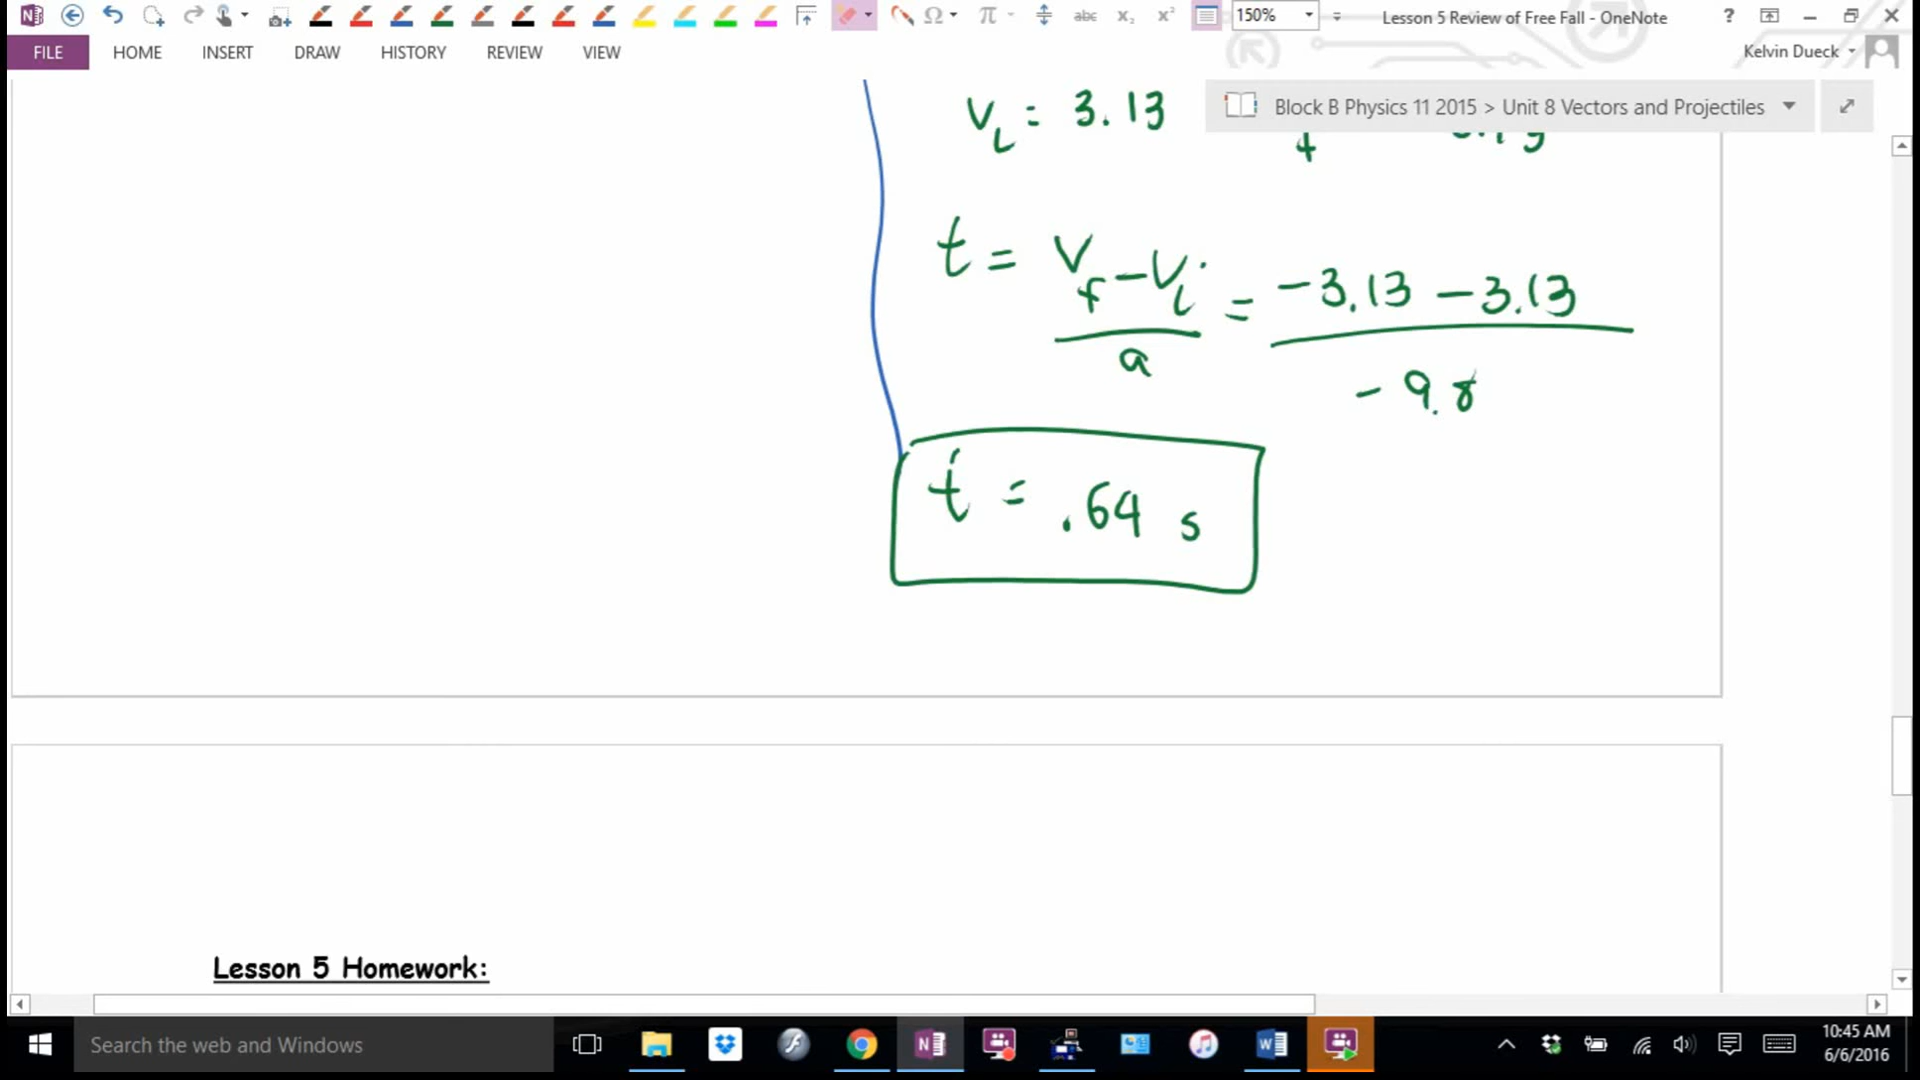 150%
Lesson 5 Review of Free Fall - OneNote
FILE HOME INSERT DRAW HISTORY REVIEW VIEW
Kelvin Dueck
Block B Physics 11 2015 > Unit 8 Vectors and Projectiles
Vi = 3.13
t = Vf - Vi / a = -3.13 - 3.13 / -9.8
t = .64 s
Lesson 5 Homework:
Search the web and Windows
10:45 AM
6/6/2016